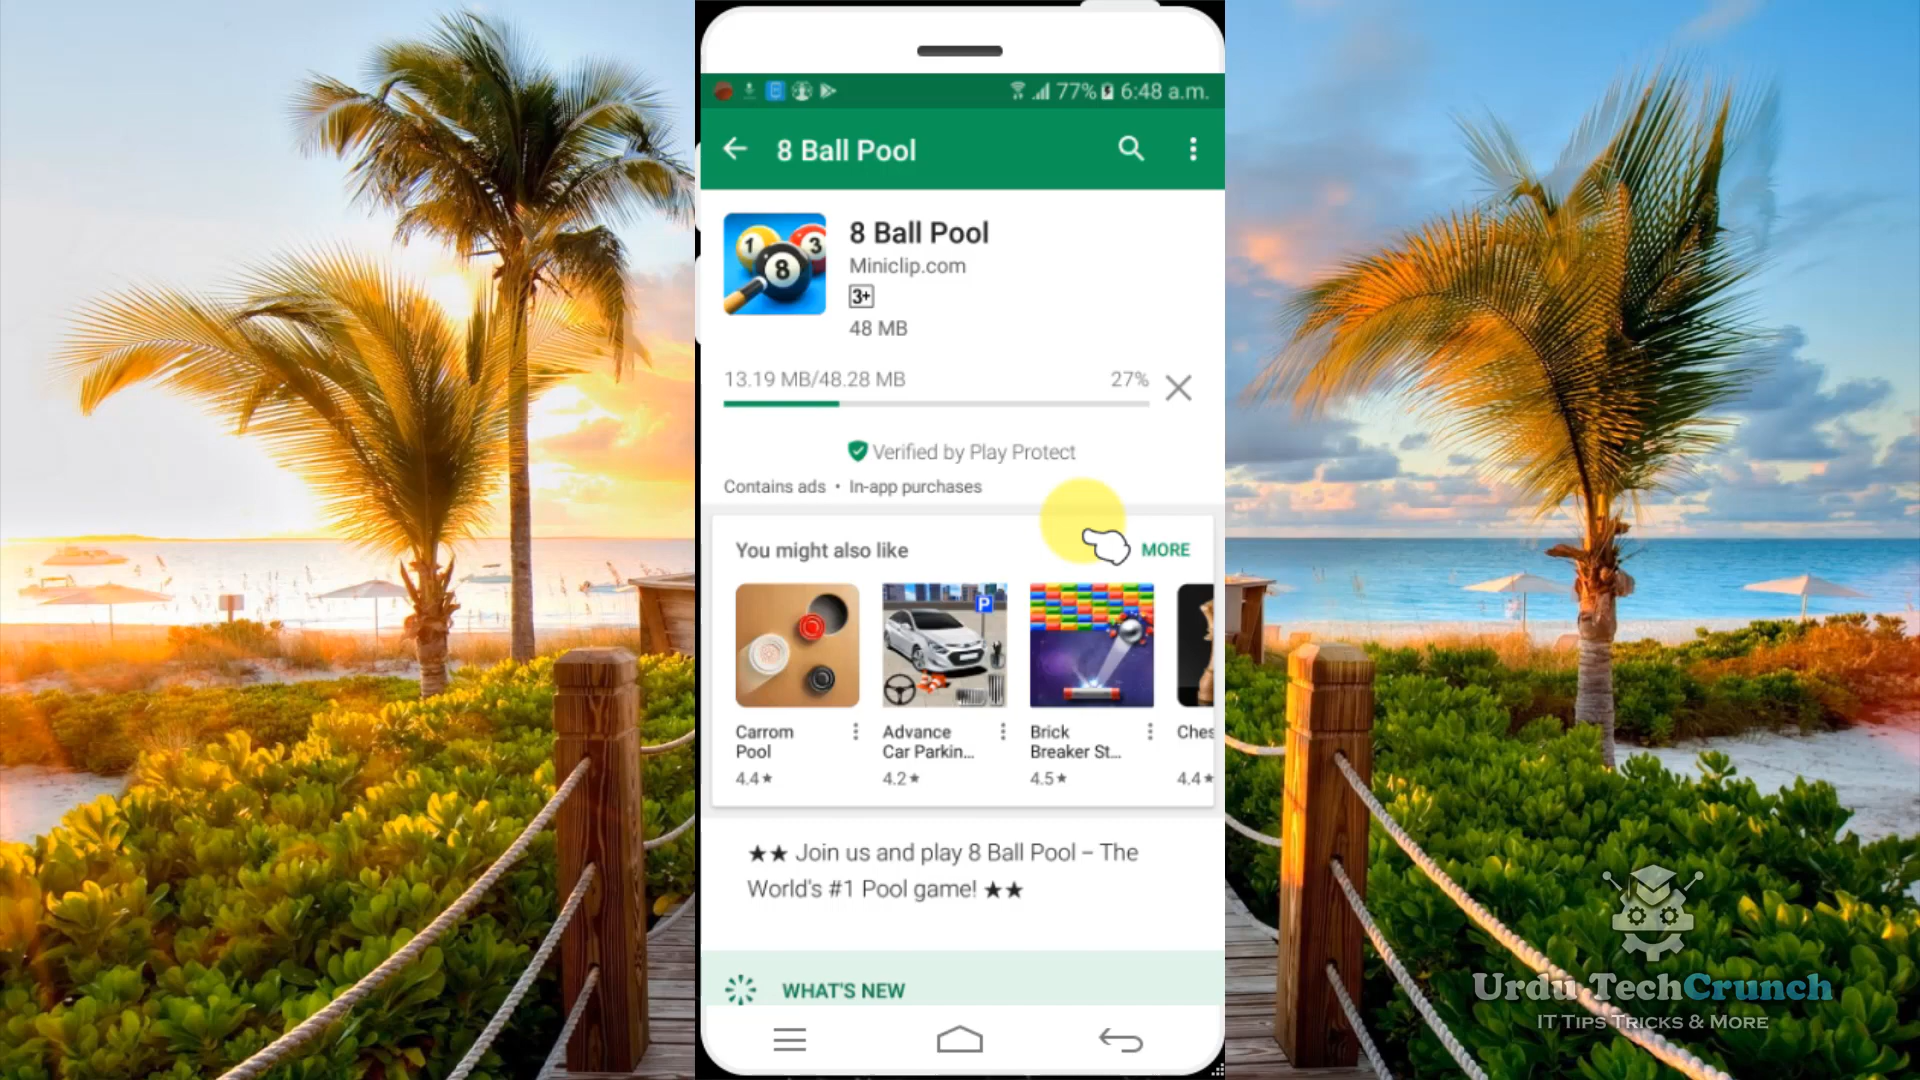 77% 6:48 a.m.
8 Ball Pool
1 3
8
8 Ball Pool
Miniclip.com
3+
48 MB
13.19 MB/48.28 MB 27%
Verified by Play Protect
Contains ads • In-app purchases
You might also like MORE
P
Carrom
Pool
4.4★
Advance
Car Parkin...
4.2★
Brick
Breaker St...
4.5★
Ches
4.4★
★★ Join us and play 8 Ball Pool – The
World's #1 Pool game! ★★
WHAT'S NEW
Urdu TechCrunch
IT Tips Tricks & More